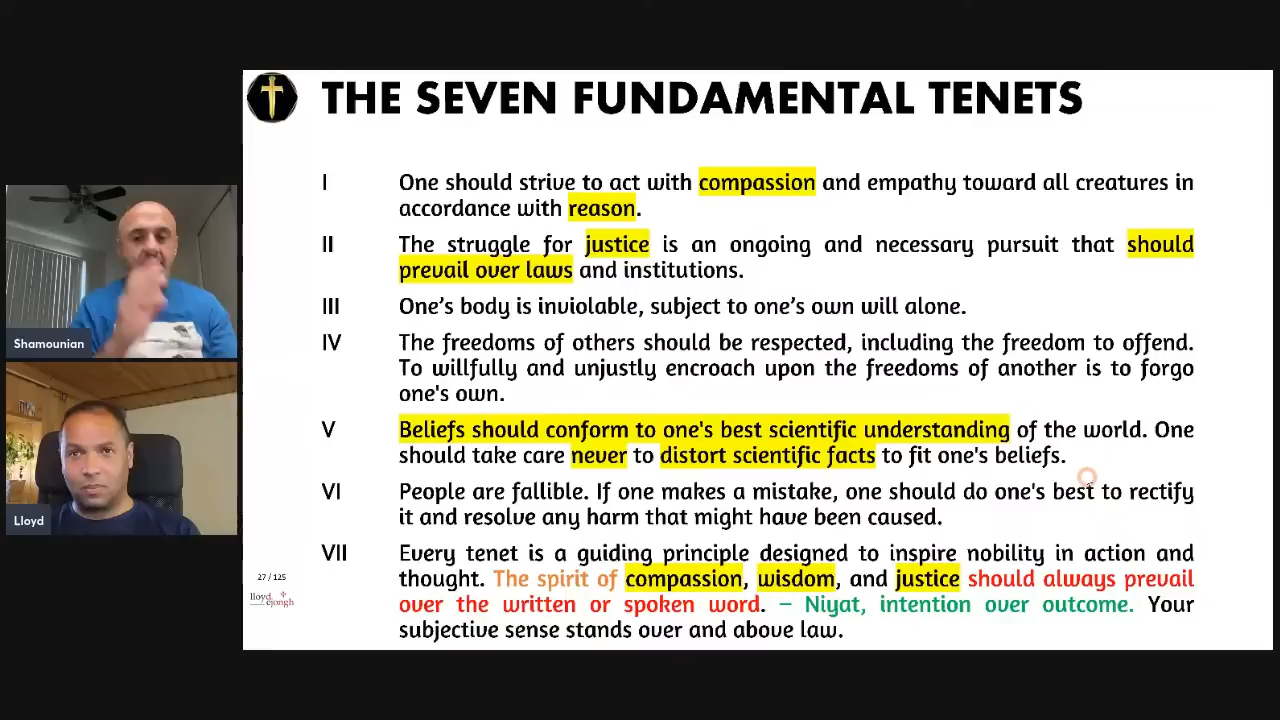 THE SEVEN FUNDAMENTAL TENETS
I One should strive to act with compassion and empathy toward all creatures in
accordance with reason.
II The struggle for justice is an ongoing and necessary pursuit that should
prevail over laws and institutions.
III One's body is inviolable, subject to one's own will alone.
IV The freedoms of others should be respected, including the freedom to offend.
To willfully and unjustly encroach upon the freedoms of another is to forgo
one's own.
V Beliefs should conform to one's best scientific understanding of the world. One
should take care never to distort scientific facts to fit one's beliefs.
VI People are fallible. If one makes a mistake, one should do one's best to rectify
it and resolve any harm that might have been caused.
VII Every tenet is a guiding principle designed to inspire nobility in action and
thought. The spirit of compassion, wisdom, and justice should always prevail
over the written or spoken word. – Niyat, intention over outcome. Your
subjective sense stands over and above law.
27 / 125
lloyd
dejongh
Shamounian
Lloyd